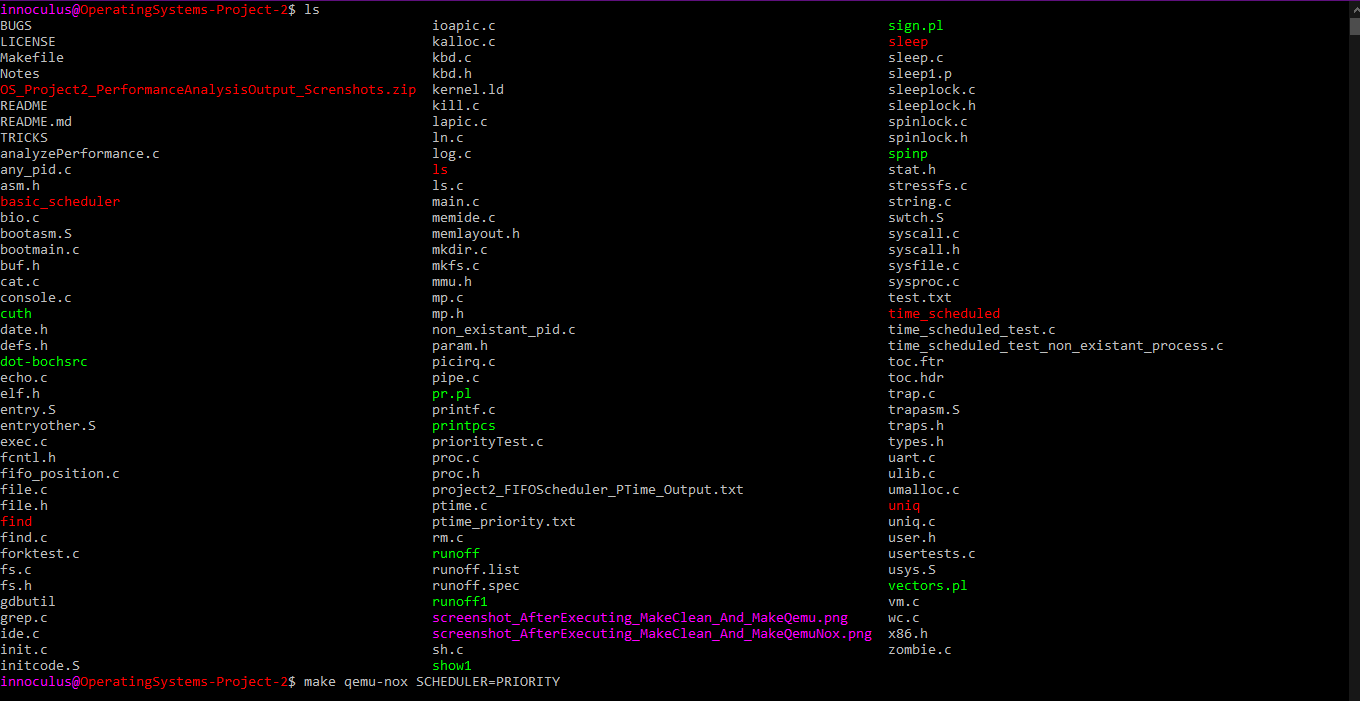 innoculus@OperatingSystems-Project-2$ ls
BUGS ioapic.c sign.pl
LICENSE kalloc.c sleep
Makefile kbd.c sleep.c
Notes kbd.h sleep1.p
OS_Project2_PerformanceAnalysisOutput_Screnshots.zip kernel.ld sleeplock.c
README kill.c sleeplock.h
README.md lapic.c spinlock.c
TRICKS ln.c spinlock.h
analyzePerformance.c log.c spinp
any_pid.c ls stat.h
asm.h ls.c stressfs.c
basic_scheduler main.c string.c
bio.c memide.c swtch.S
bootasm.S memlayout.h syscall.c
bootmain.c mkdir.c syscall.h
buf.h mkfs.c sysfile.c
cat.c mmu.h sysproc.c
console.c mp.c test.txt
cuth mp.h time_scheduled
date.h non_existant_pid.c time_scheduled_test.c
defs.h param.h time_scheduled_test_non_existant_process.c
dot-bochsrc picirq.c toc.ftr
echo.c pipe.c toc.hdr
elf.h pr.pl trap.c
entry.S printf.c trapasm.S
entryother.S printpcs traps.h
exec.c priorityTest.c types.h
fcntl.h proc.c uart.c
fifo_position.c proc.h ulib.c
file.c project2_FIFOScheduler_PTime_Output.txt umalloc.c
file.h ptime.c uniq
find ptime_priority.txt uniq.c
find.c rm.c user.h
forktest.c runoff usertests.c
fs.c runoff.list usys.S
fs.h runoff.spec vectors.pl
gdbutil runoff1 vm.c
grep.c screenshot_AfterExecuting_MakeClean_And_MakeQemu.png wc.c
ide.c screenshot_AfterExecuting_MakeClean_And_MakeQemuNox.png x86.h
init.c sh.c zombie.c
initcode.S show1
innoculus@OperatingSystems-Project-2$ make qemu-nox SCHEDULER=PRIORITY